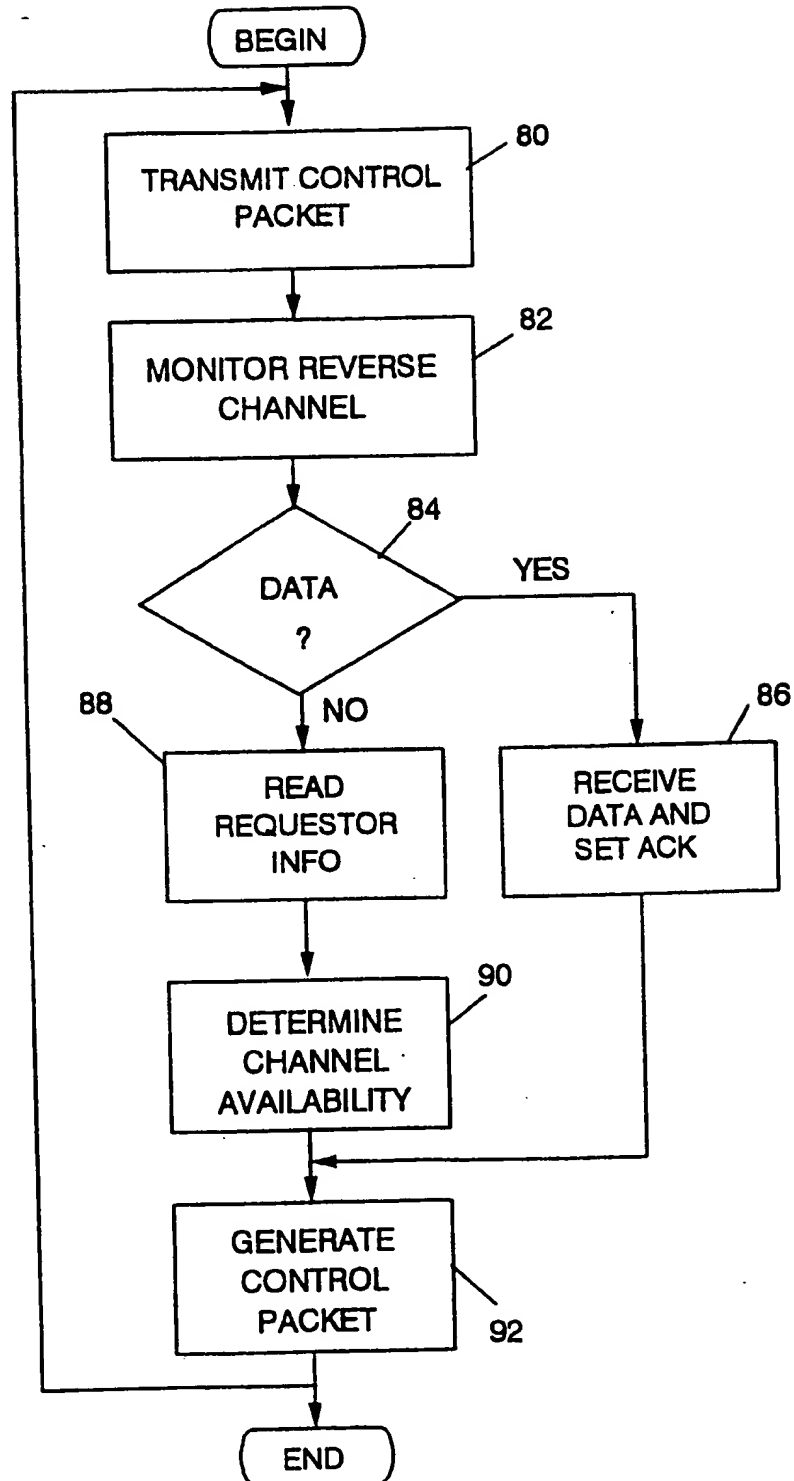 BEGIN
80
TRANSMIT CONTROL
PACKET
82
MONITOR REVERSE
CHANNEL
84
DATA
?
YES
NO
88
READ
REQUESTOR
INFO
86
RECEIVE
DATA AND
SET ACK
90
DETERMINE
CHANNEL
AVAILABILITY
GENERATE
CONTROL
PACKET
92
END